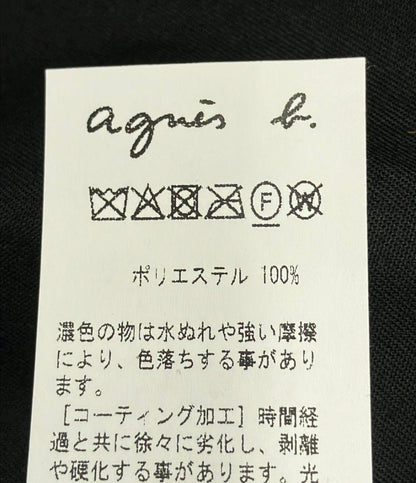 agnès b.
F W
ポリエステル 100%
濃色の物は水ぬれや強い摩擦
により、色落ちする事があり
ます。
[コーティング加工] 時間経
過と共に徐々に劣化し、剥離
や硬化する事があります。光